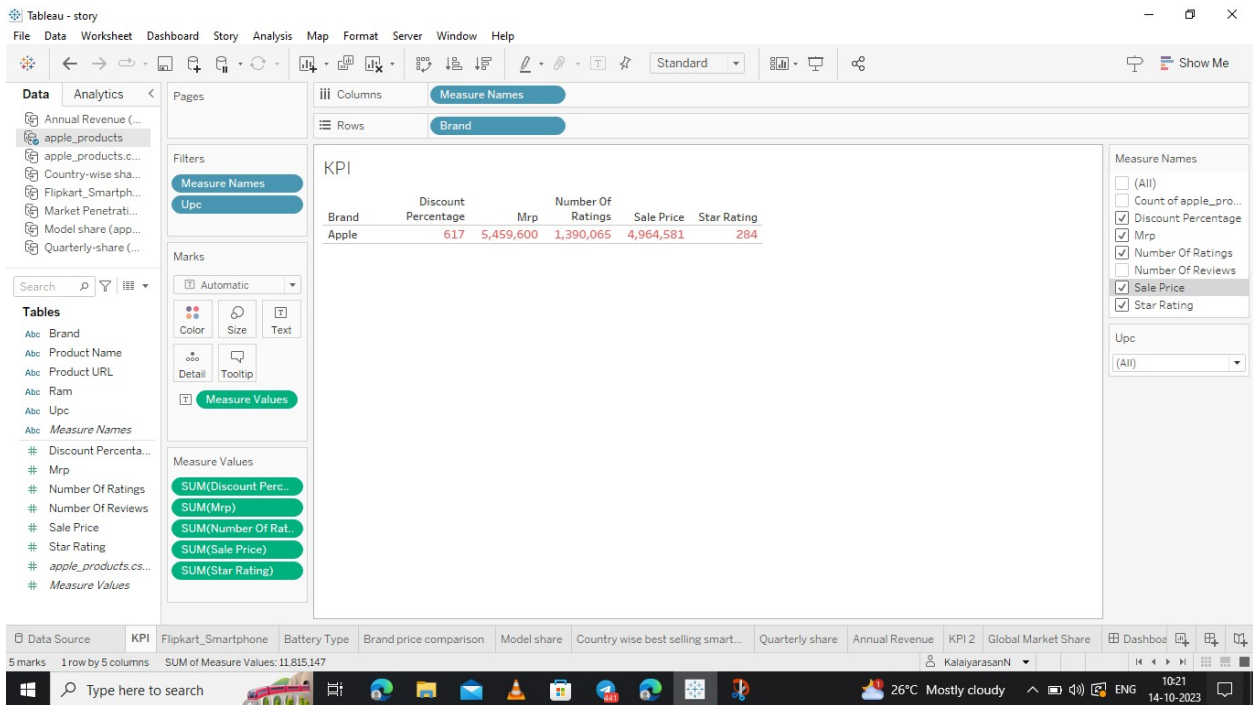 Tableau - story
File Data Worksheet Dashboard Story Analysis Map Format Server Window Help
Standard
Show Me
Data Analytics
Annual Revenue (...
apple_products
apple_products.c...
Country-wise sha...
Flipkart_Smartph...
Market Penetrati...
Model share (app...
Quarterly-share (...
Search
Tables
Abc Brand
Abc Product Name
Abc Product URL
Abc Ram
Abc Upc
Abc Measure Names
# Discount Percenta...
# Mrp
# Number Of Ratings
# Number Of Reviews
# Sale Price
# Star Rating
# apple_products.cs...
# Measure Values
Pages
Filters
Measure Names
Upc
Marks
Automatic
Color Size Text
Detail Tooltip
Measure Values
Measure Values
SUM(Discount Perc..
SUM(Mrp)
SUM(Number Of Rat..
SUM(Sale Price)
SUM(Star Rating)
Columns Measure Names
Rows Brand
KPI
Discount Number Of
Brand Percentage Mrp Ratings Sale Price Star Rating
Apple 617 5,459,600 1,390,065 4,964,581 284
Measure Names
(All)
Count of apple_pro...
Discount Percentage
Mrp
Number Of Ratings
Number Of Reviews
Sale Price
Star Rating
Upc
(All)
Data Source KPI Flipkart_Smartphone Battery Type Brand price comparison Model share Country wise best selling smart... Quarterly share Annual Revenue KPI 2 Global Market Share Dashboa
5 marks 1 row by 5 columns SUM of Measure Values: 11,815,147 KalaiyarasanN
Type here to search 441 1 26°C Mostly cloudy ENG 10:21
14-10-2023